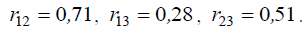 r₁₂ = 0,71, r₁₃ = 0,28, r₂₃ = 0,51.